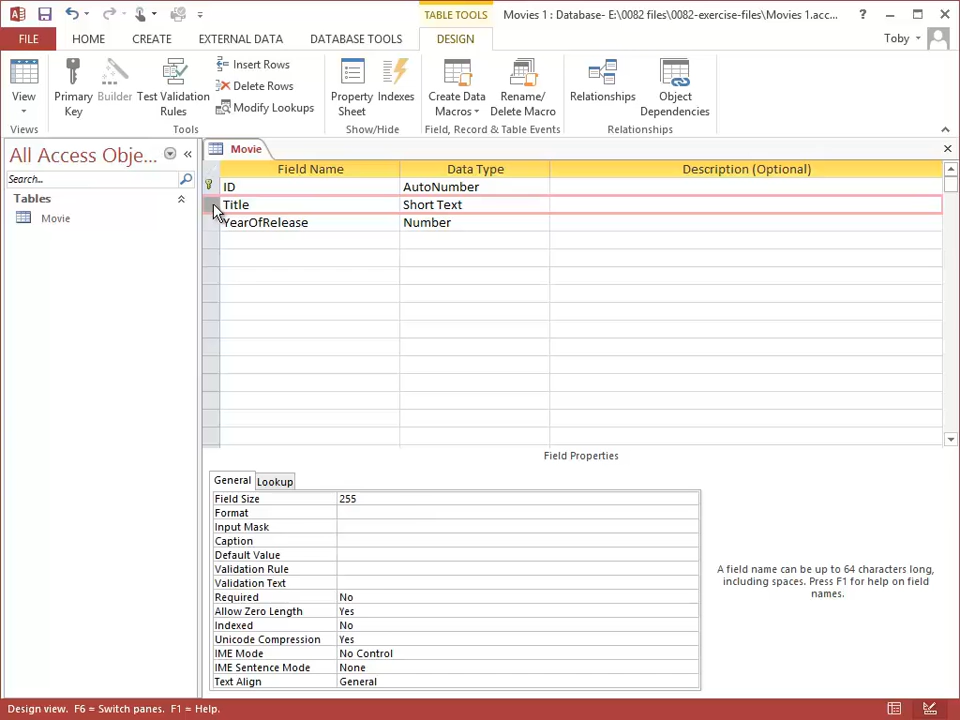 TABLE TOOLS
Movies 1 : Database- E:\0082 files\0082-exercise-files\Movies 1.acc...
?
FILE
HOME
CREATE
EXTERNAL DATA
DATABASE TOOLS
DESIGN
Toby
View
Primary Key
Builder
Test Validation Rules
Insert Rows
Delete Rows
Modify Lookups
Property Sheet
Indexes
Create Data Macros
Rename/ Delete Macro
Relationships
Object Dependencies
Views
Tools
Show/Hide
Field, Record & Table Events
Relationships
All Access Obje...
Search...
Tables
Movie
Movie
Field Name Data Type Description (Optional)
ID AutoNumber
Title Short Text
YearOfRelease Number
Field Properties
General Lookup
Field Size 255
Format
Input Mask
Caption
Default Value
Validation Rule
Validation Text
Required No
Allow Zero Length Yes
Indexed No
Unicode Compression Yes
IME Mode No Control
IME Sentence Mode None
Text Align General
A field name can be up to 64 characters long,
including spaces. Press F1 for help on field
names.
Design view. F6 = Switch panes. F1 = Help.